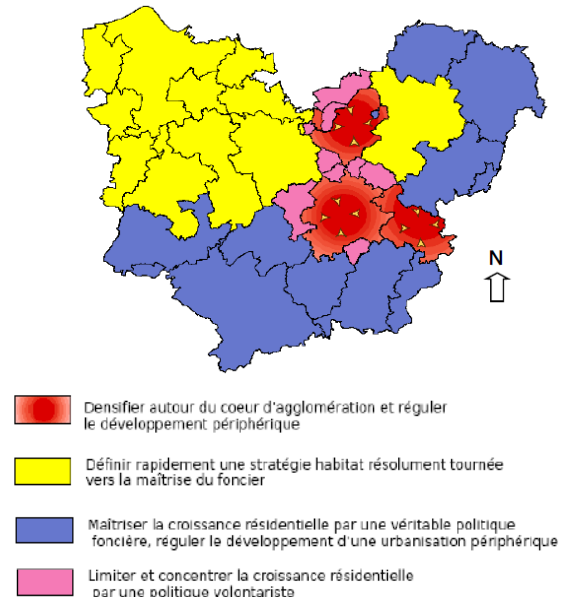 N
Densifier autour du coeur d'agglomération et réguler
le développement périphérique
Définir rapidement une stratégie habitat résolument tournée
vers la maîtrise du foncier
Maîtriser la croissance résidentielle par une véritable politique
foncière, réguler le développement d'une urbanisation périphérique
Limiter et concentrer la croissance résidentielle
par une politique volontariste